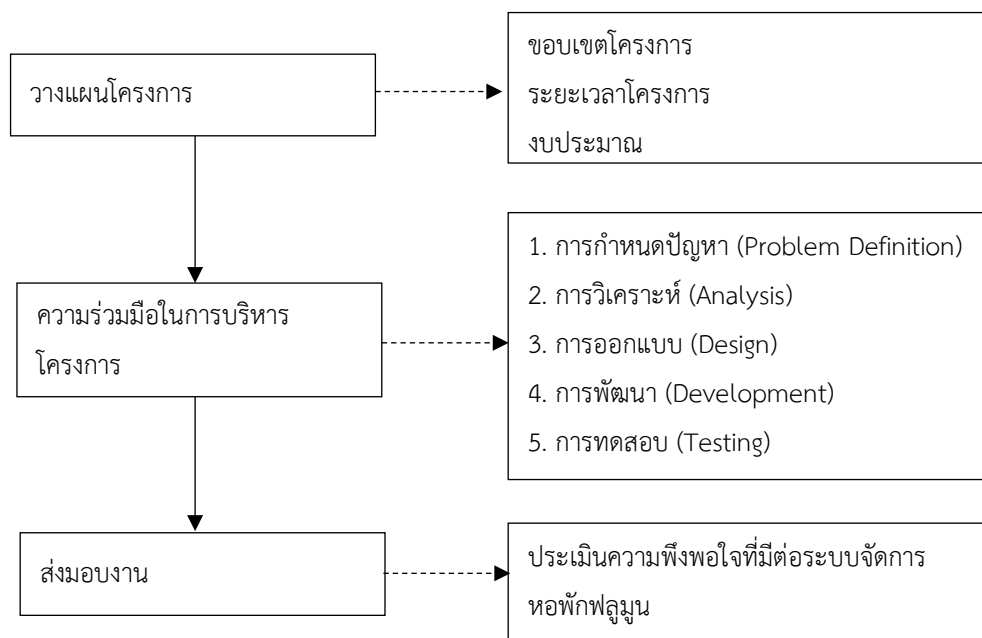 วางแผนโครงการ
ขอบเขตโครงการ
ระยะเวลาโครงการ
งบประมาณ
ความร่วมมือในการบริหาร
โครงการ
1. การกำหนดปัญหา (Problem Definition)
2. การวิเคราะห์ (Analysis)
3. การออกแบบ (Design)
4. การพัฒนา (Development)
5. การทดสอบ (Testing)
ส่งมอบงาน
ประเมินความพึงพอใจที่มีต่อระบบจัดการ
หอพักฟลูมูน